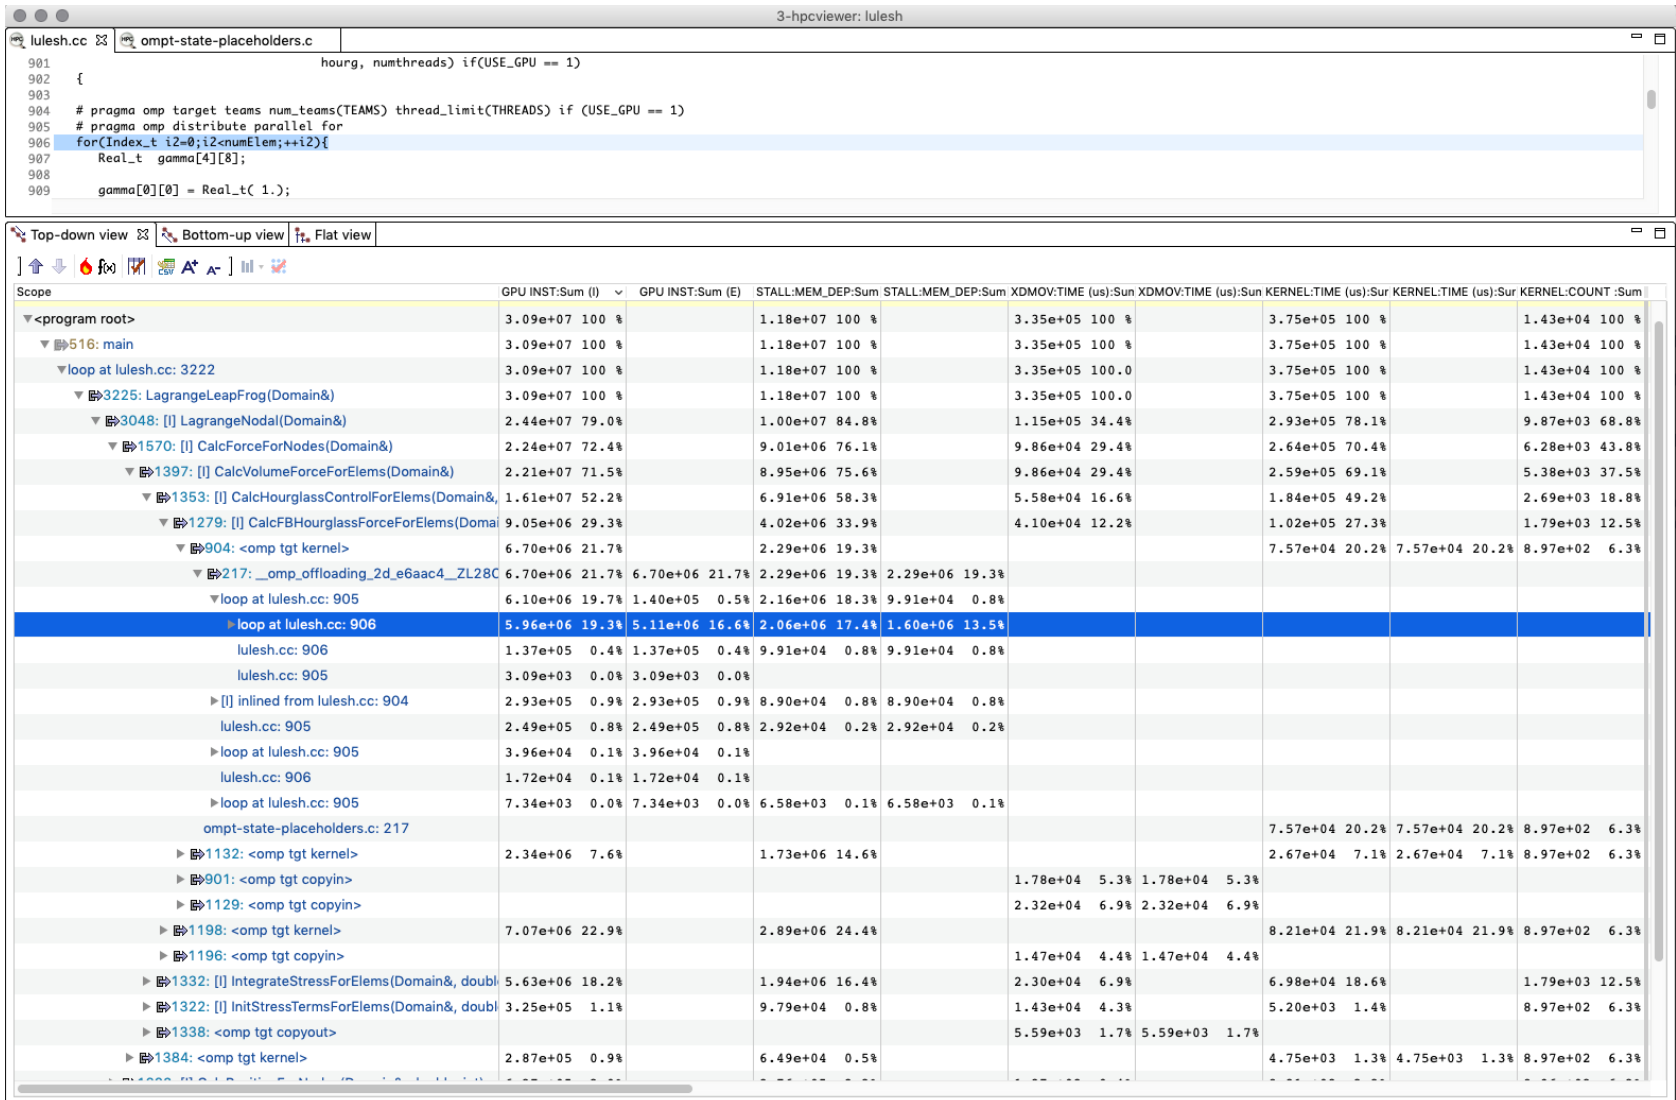 3-hpcviewer: lulesh
lulesh.cc ompt-state-placeholders.c
901 hourg, numthreads) if(USE_GPU == 1)
902 {
903
904 # pragma omp target teams num_teams(TEAMS) thread_limit(THREADS) if (USE_GPU == 1)
905 # pragma omp distribute parallel for
906 for(Index_t i2=0;i2<numElem;++i2){
907 Real_t gamma[4][8];
908
909 gamma[0][0] = Real_t( 1.);
Top-down view Bottom-up view Flat view
f(x) CSV A+ A-
Scope GPU INST:Sum (I) GPU INST:Sum (E) STALL:MEM_DEP:Sum STALL:MEM_DEP:Sum XDMOV:TIME (us):Sun XDMOV:TIME (us):Sun KERNEL:TIME (us):Sur KERNEL:TIME (us):Sur KERNEL:COUNT :Sum
<program root> 3.09e+07 100 % 1.18e+07 100 % 3.35e+05 100 % 3.75e+05 100 % 1.43e+04 100 %
516: main 3.09e+07 100 % 1.18e+07 100 % 3.35e+05 100 % 3.75e+05 100 % 1.43e+04 100 %
loop at lulesh.cc: 3222 3.09e+07 100 % 1.18e+07 100 % 3.35e+05 100.0 3.75e+05 100 % 1.43e+04 100 %
3225: LagrangeLeapFrog(Domain&) 3.09e+07 100 % 1.18e+07 100 % 3.35e+05 100.0 3.75e+05 100 % 1.43e+04 100 %
3048: [I] LagrangeNodal(Domain&) 2.44e+07 79.0% 1.00e+07 84.8% 1.15e+05 34.4% 2.93e+05 78.1% 9.87e+03 68.8%
1570: [I] CalcForceForNodes(Domain&) 2.24e+07 72.4% 9.01e+06 76.1% 9.86e+04 29.4% 2.64e+05 70.4% 6.28e+03 43.8%
1397: [I] CalcVolumeForceForElems(Domain&) 2.21e+07 71.5% 8.95e+06 75.6% 9.86e+04 29.4% 2.59e+05 69.1% 5.38e+03 37.5%
1353: [I] CalcHourglassControlForElems(Domain&, 1.61e+07 52.2% 6.91e+06 58.3% 5.58e+04 16.6% 1.84e+05 49.2% 2.69e+03 18.8%
1279: [I] CalcFBHourglassForceForElems(Domai 9.05e+06 29.3% 4.02e+06 33.9% 4.10e+04 12.2% 1.02e+05 27.3% 1.79e+03 12.5%
904: <omp tgt kernel> 6.70e+06 21.7% 2.29e+06 19.3% 7.57e+04 20.2% 7.57e+04 20.2% 8.97e+02 6.3%
217: __omp_offloading_2d_e6aac4__ZL28C 6.70e+06 21.7% 6.70e+06 21.7% 2.29e+06 19.3% 2.29e+06 19.3%
loop at lulesh.cc: 905 6.10e+06 19.7% 1.40e+05 0.5% 2.16e+06 18.3% 9.91e+04 0.8%
loop at lulesh.cc: 906 5.96e+06 19.3% 5.11e+06 16.6% 2.06e+06 17.4% 1.60e+06 13.5%
lulesh.cc: 906 1.37e+05 0.4% 1.37e+05 0.4% 9.91e+04 0.8% 9.91e+04 0.8%
lulesh.cc: 905 3.09e+03 0.0% 3.09e+03 0.0%
[I] inlined from lulesh.cc: 904 2.93e+05 0.9% 2.93e+05 0.9% 8.90e+04 0.8% 8.90e+04 0.8%
lulesh.cc: 905 2.49e+05 0.8% 2.49e+05 0.8% 2.92e+04 0.2% 2.92e+04 0.2%
loop at lulesh.cc: 905 3.96e+04 0.1% 3.96e+04 0.1%
lulesh.cc: 906 1.72e+04 0.1% 1.72e+04 0.1%
loop at lulesh.cc: 905 7.34e+03 0.0% 7.34e+03 0.0% 6.58e+03 0.1% 6.58e+03 0.1%
ompt-state-placeholders.c: 217 7.57e+04 20.2% 7.57e+04 20.2% 8.97e+02 6.3%
1132: <omp tgt kernel> 2.34e+06 7.6% 1.73e+06 14.6% 2.67e+04 7.1% 2.67e+04 7.1% 8.97e+02 6.3%
901: <omp tgt copyin> 1.78e+04 5.3% 1.78e+04 5.3%
1129: <omp tgt copyin> 2.32e+04 6.9% 2.32e+04 6.9%
1198: <omp tgt kernel> 7.07e+06 22.9% 2.89e+06 24.4% 8.21e+04 21.9% 8.21e+04 21.9% 8.97e+02 6.3%
1196: <omp tgt copyin> 1.47e+04 4.4% 1.47e+04 4.4%
1332: [I] IntegrateStressForElems(Domain&, doubl 5.63e+06 18.2% 1.94e+06 16.4% 2.30e+04 6.9% 6.98e+04 18.6% 1.79e+03 12.5%
1322: [I] InitStressTermsForElems(Domain&, doubl 3.25e+05 1.1% 9.79e+04 0.8% 1.43e+04 4.3% 5.20e+03 1.4% 8.97e+02 6.3%
1338: <omp tgt copyout> 5.59e+03 1.7% 5.59e+03 1.7%
1384: <omp tgt kernel> 2.87e+05 0.9% 6.49e+04 0.5% 4.75e+03 1.3% 4.75e+03 1.3% 8.97e+02 6.3%